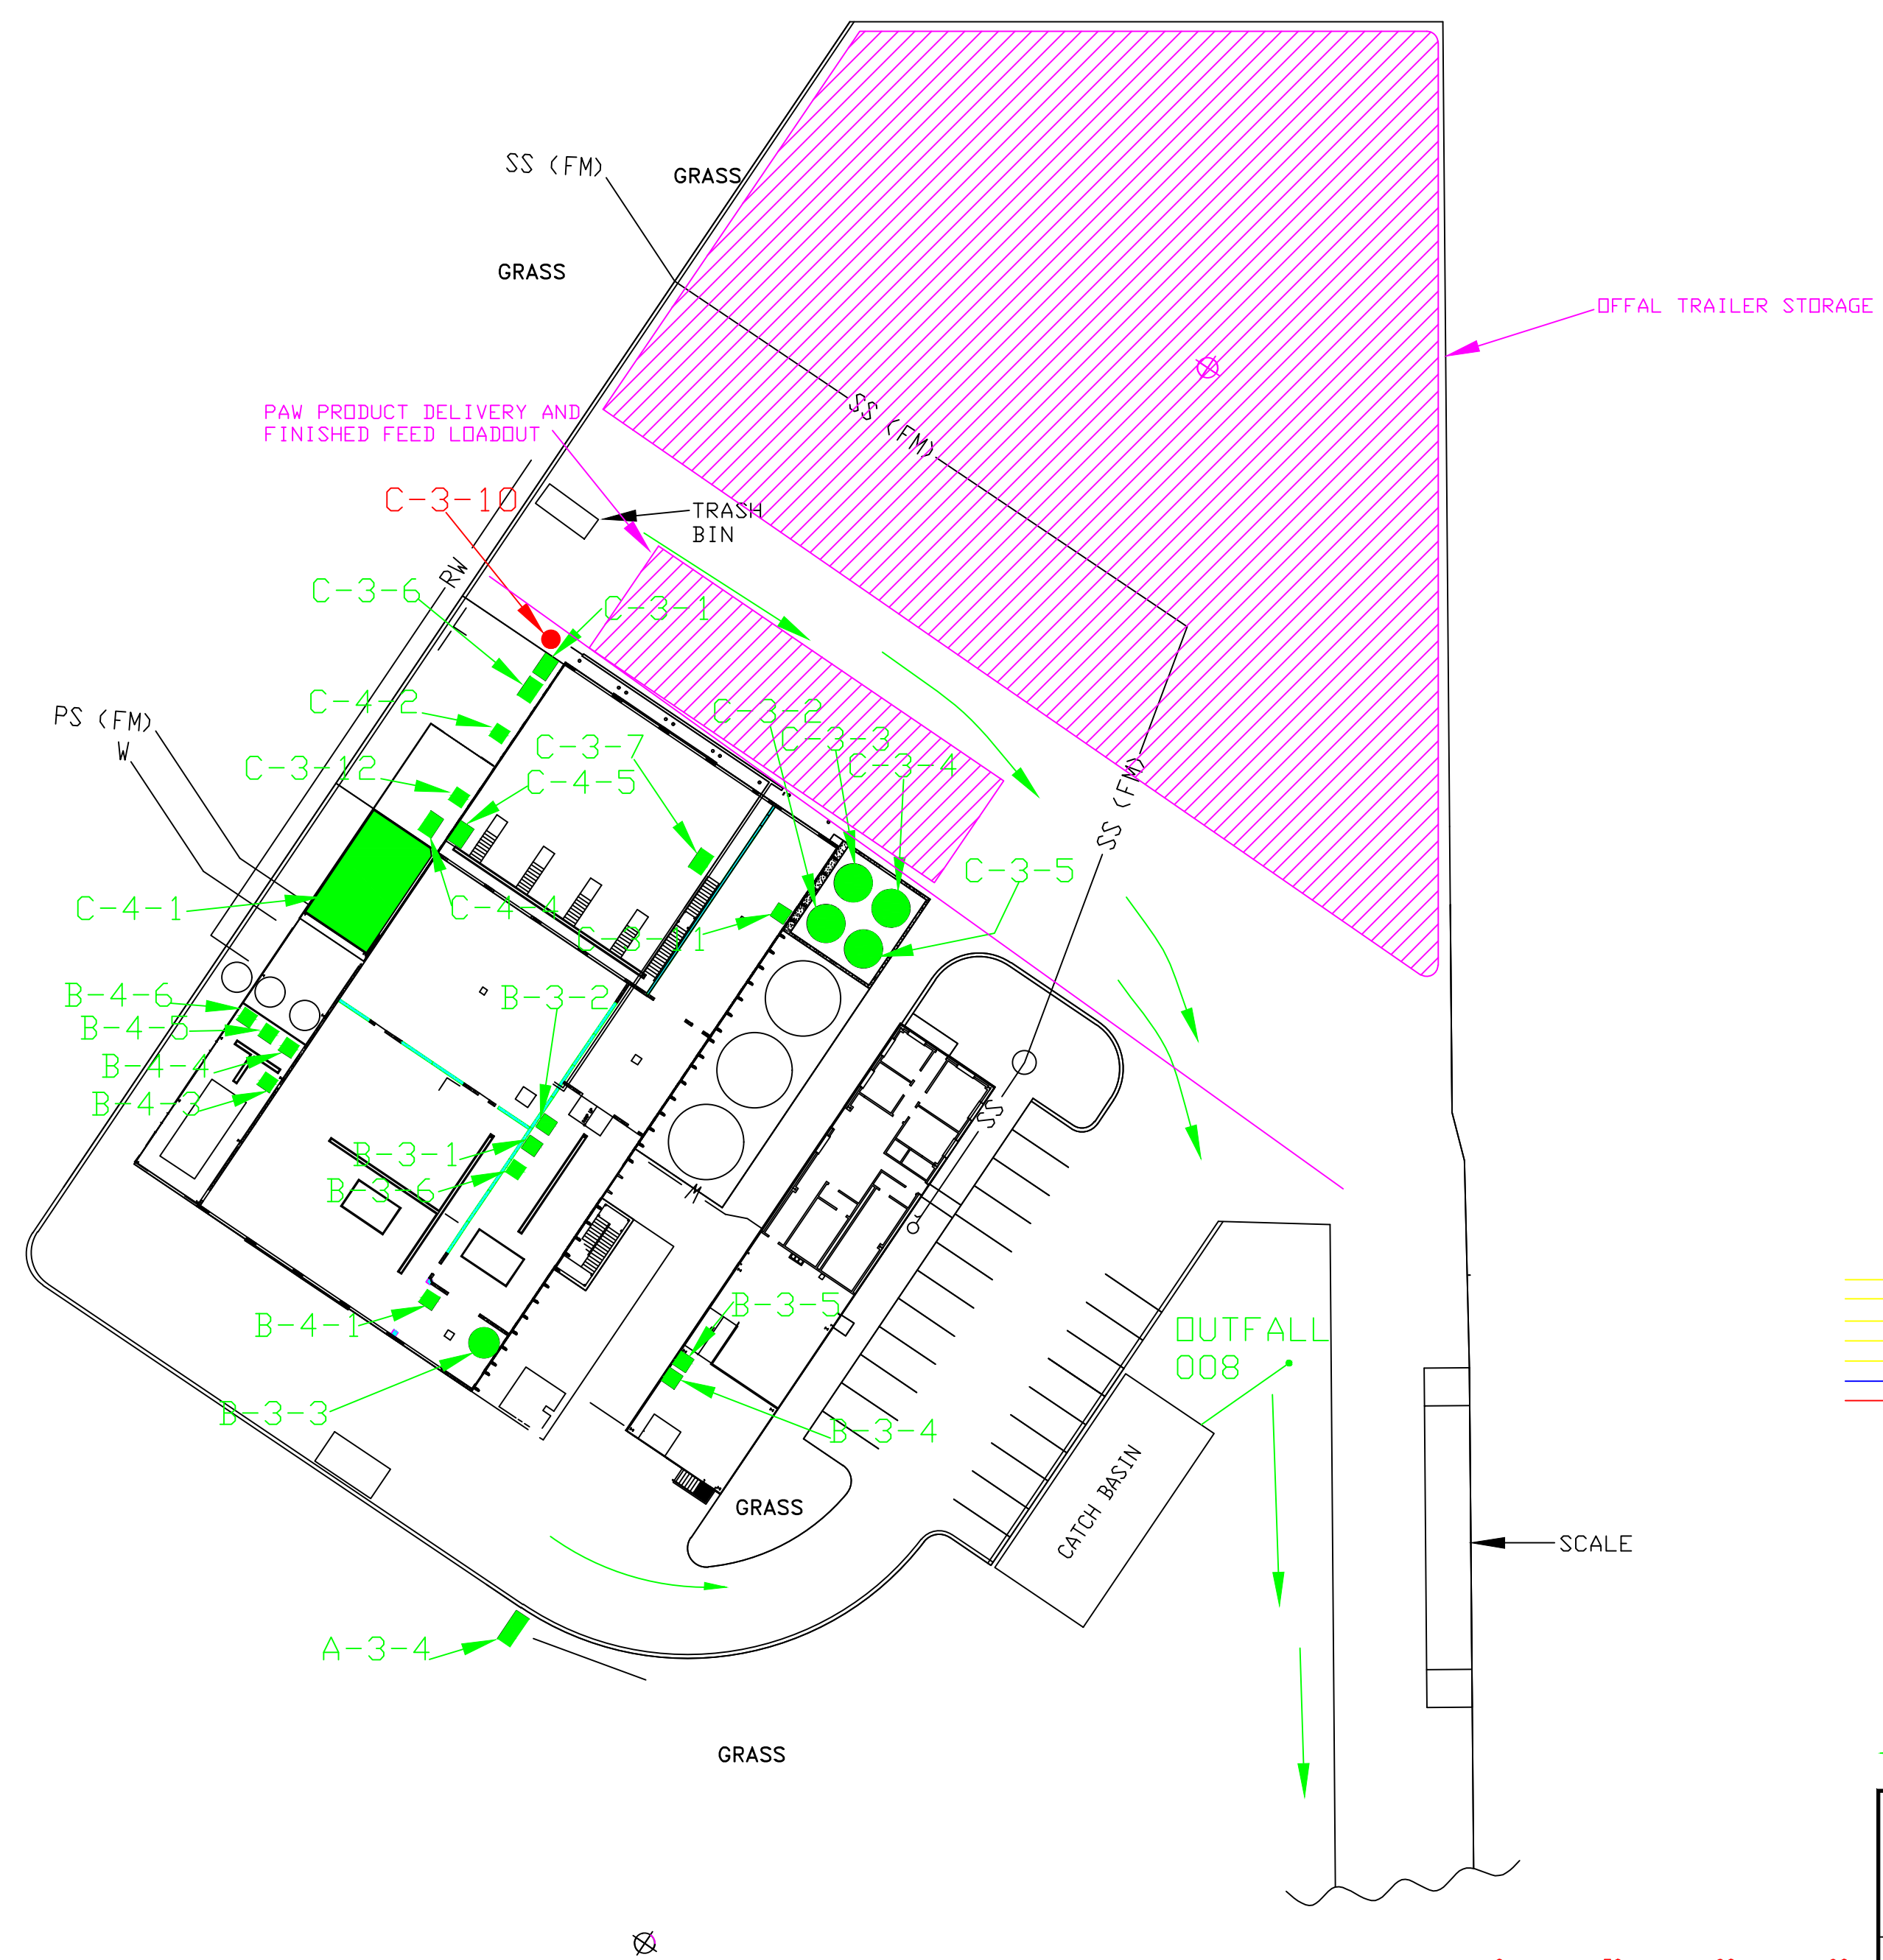 SS (FM)
GRASS
GRASS
OFFAL TRAILER STORAGE
PAW PRODUCT DELIVERY AND
FINISHED FEED LOADOUT
SS (FM)
C-3-10
TRASH
BIN
RW
C-3-6
C-3-1
C-4-2
PS (FM)
W
C-3-2
C-3-3
C-3-4
C-3-7
C-3-12
C-4-5
SS (FM)
C-3-5
C-4-1
C-4-4
C-3-11
B-4-6
B-3-2
B-4-5
B-4-4
B-4-3
SS
B-3-1
B-3-6
M
B-3-5
B-4-1
OUTFALL
008
B-3-3
B-3-4
CATCH BASIN
GRASS
SCALE
A-3-4
GRASS